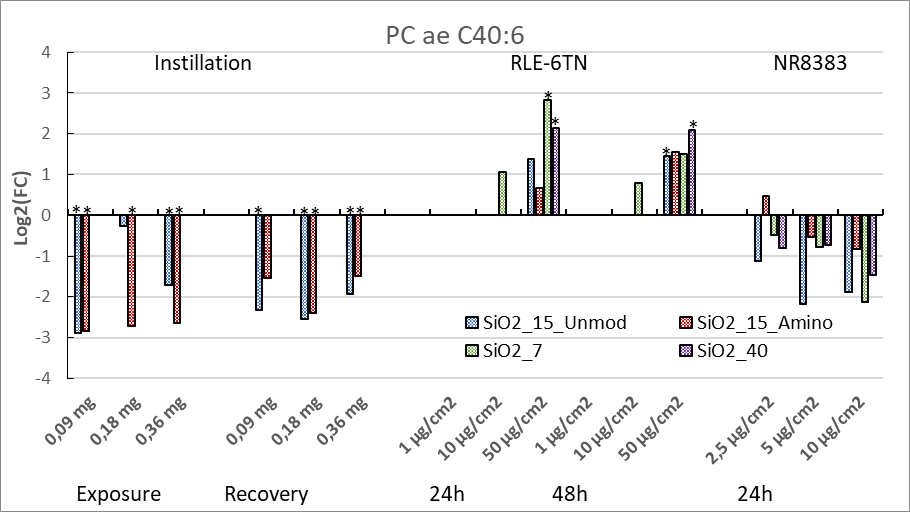 PC ae C40:6
Instillation RLE-6TN NR8383
4
3
2
1
0
-1
-2
-3
-4
Log2(FC)
* * * * * * * * * * * * * * * *
SiO2_15_Unmod SiO2_15_Amino
SiO2_7 SiO2_40
0,09 mg 0,18 mg 0,36 mg 0,09 mg 0,18 mg 0,36 mg 1 µg/cm2 10 µg/cm2 50 µg/cm2 1 µg/cm2 10 µg/cm2 50 µg/cm2 2,5 µg/cm2 5 µg/cm2 10 µg/cm2
Exposure Recovery 24h 48h 24h